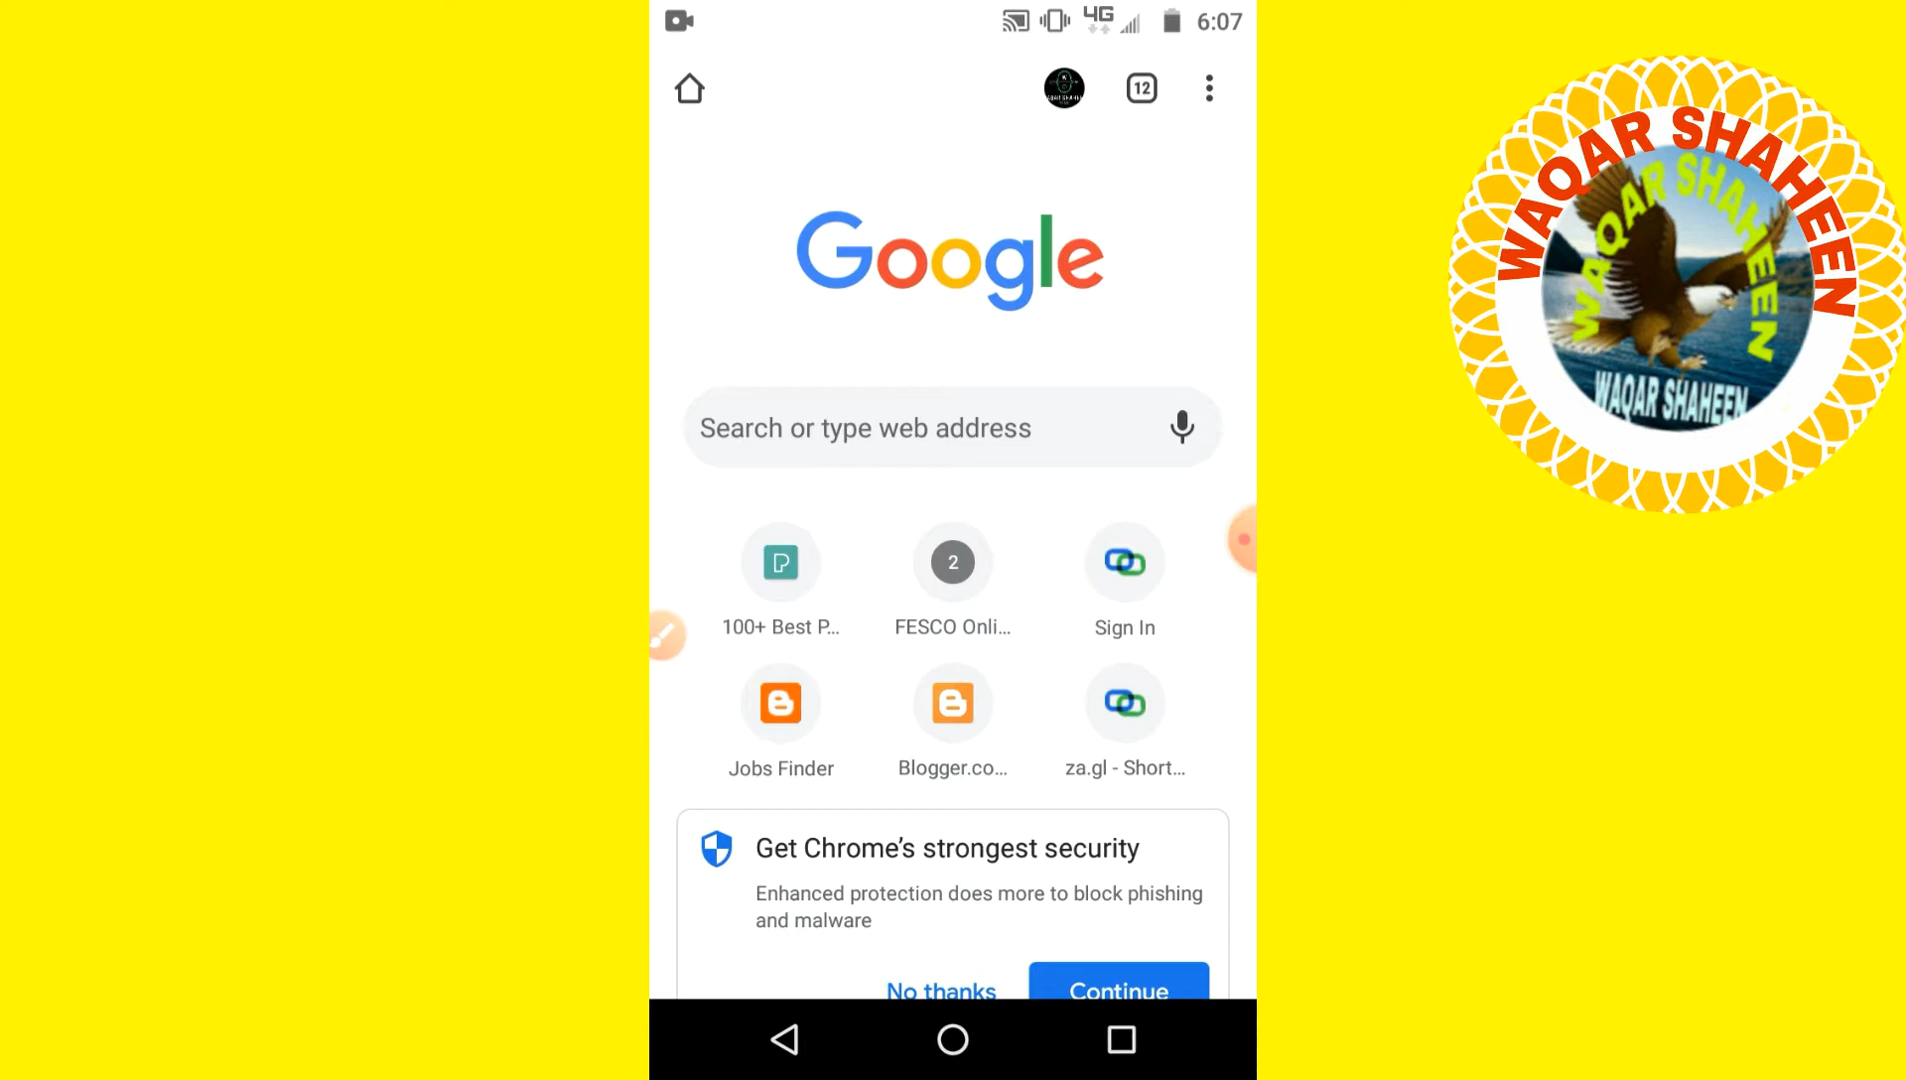 4G
6:07
12
Google
Search or type web address
2
100+ Best P...
FESCO Onli...
Sign In
Jobs Finder
Blogger.co...
za.gl - Short...
Get Chrome's strongest security
Enhanced protection does more to block phishing
and malware
No thanks
Continue
WAQAR SHAHEEN
WAQAR SHAHEEN
WAQAR SHAHEEN